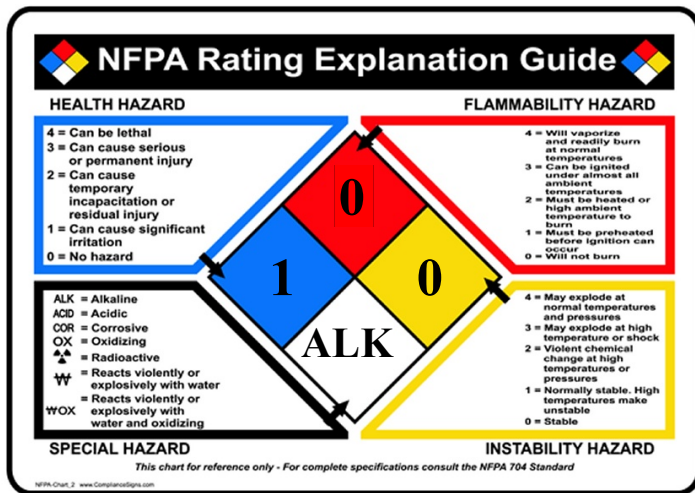 NFPA Rating Explanation Guide
HEALTH HAZARD
4 = Can be lethal
3 = Can cause serious
or permanent injury
2 = Can cause
temporary
incapacitation or
residual injury
1 = Can cause significant
irritation
0 = No hazard
FLAMMABILITY HAZARD
4 = Will vaporize
and readily burn
at normal
temperatures
3 = Can be ignited
under almost all
ambient
temperatures
2 = Must be heated or
high ambient
temperature to
burn
1 = Must be preheated
before ignition can
occur
0 = Will not burn
0
1
0
ALK
ALK = Alkaline
ACID = Acidic
COR = Corrosive
OX = Oxidizing
= Radioactive
W = Reacts violently or
explosively with water
= Reacts violently or
WOX explosively with
water and oxidizing
SPECIAL HAZARD
4 = May explode at
normal temperatures
and pressures
3 = May explode at high
temperature or shock
2 = Violent chemical
change at high
temperatures or
pressures
1 = Normally stable. High
temperatures make
unstable
0 = Stable
INSTABILITY HAZARD
This chart for reference only - For complete specifications consult the NFPA 704 Standard
NFPA-Chart_2 www.ComplianceSigns.com